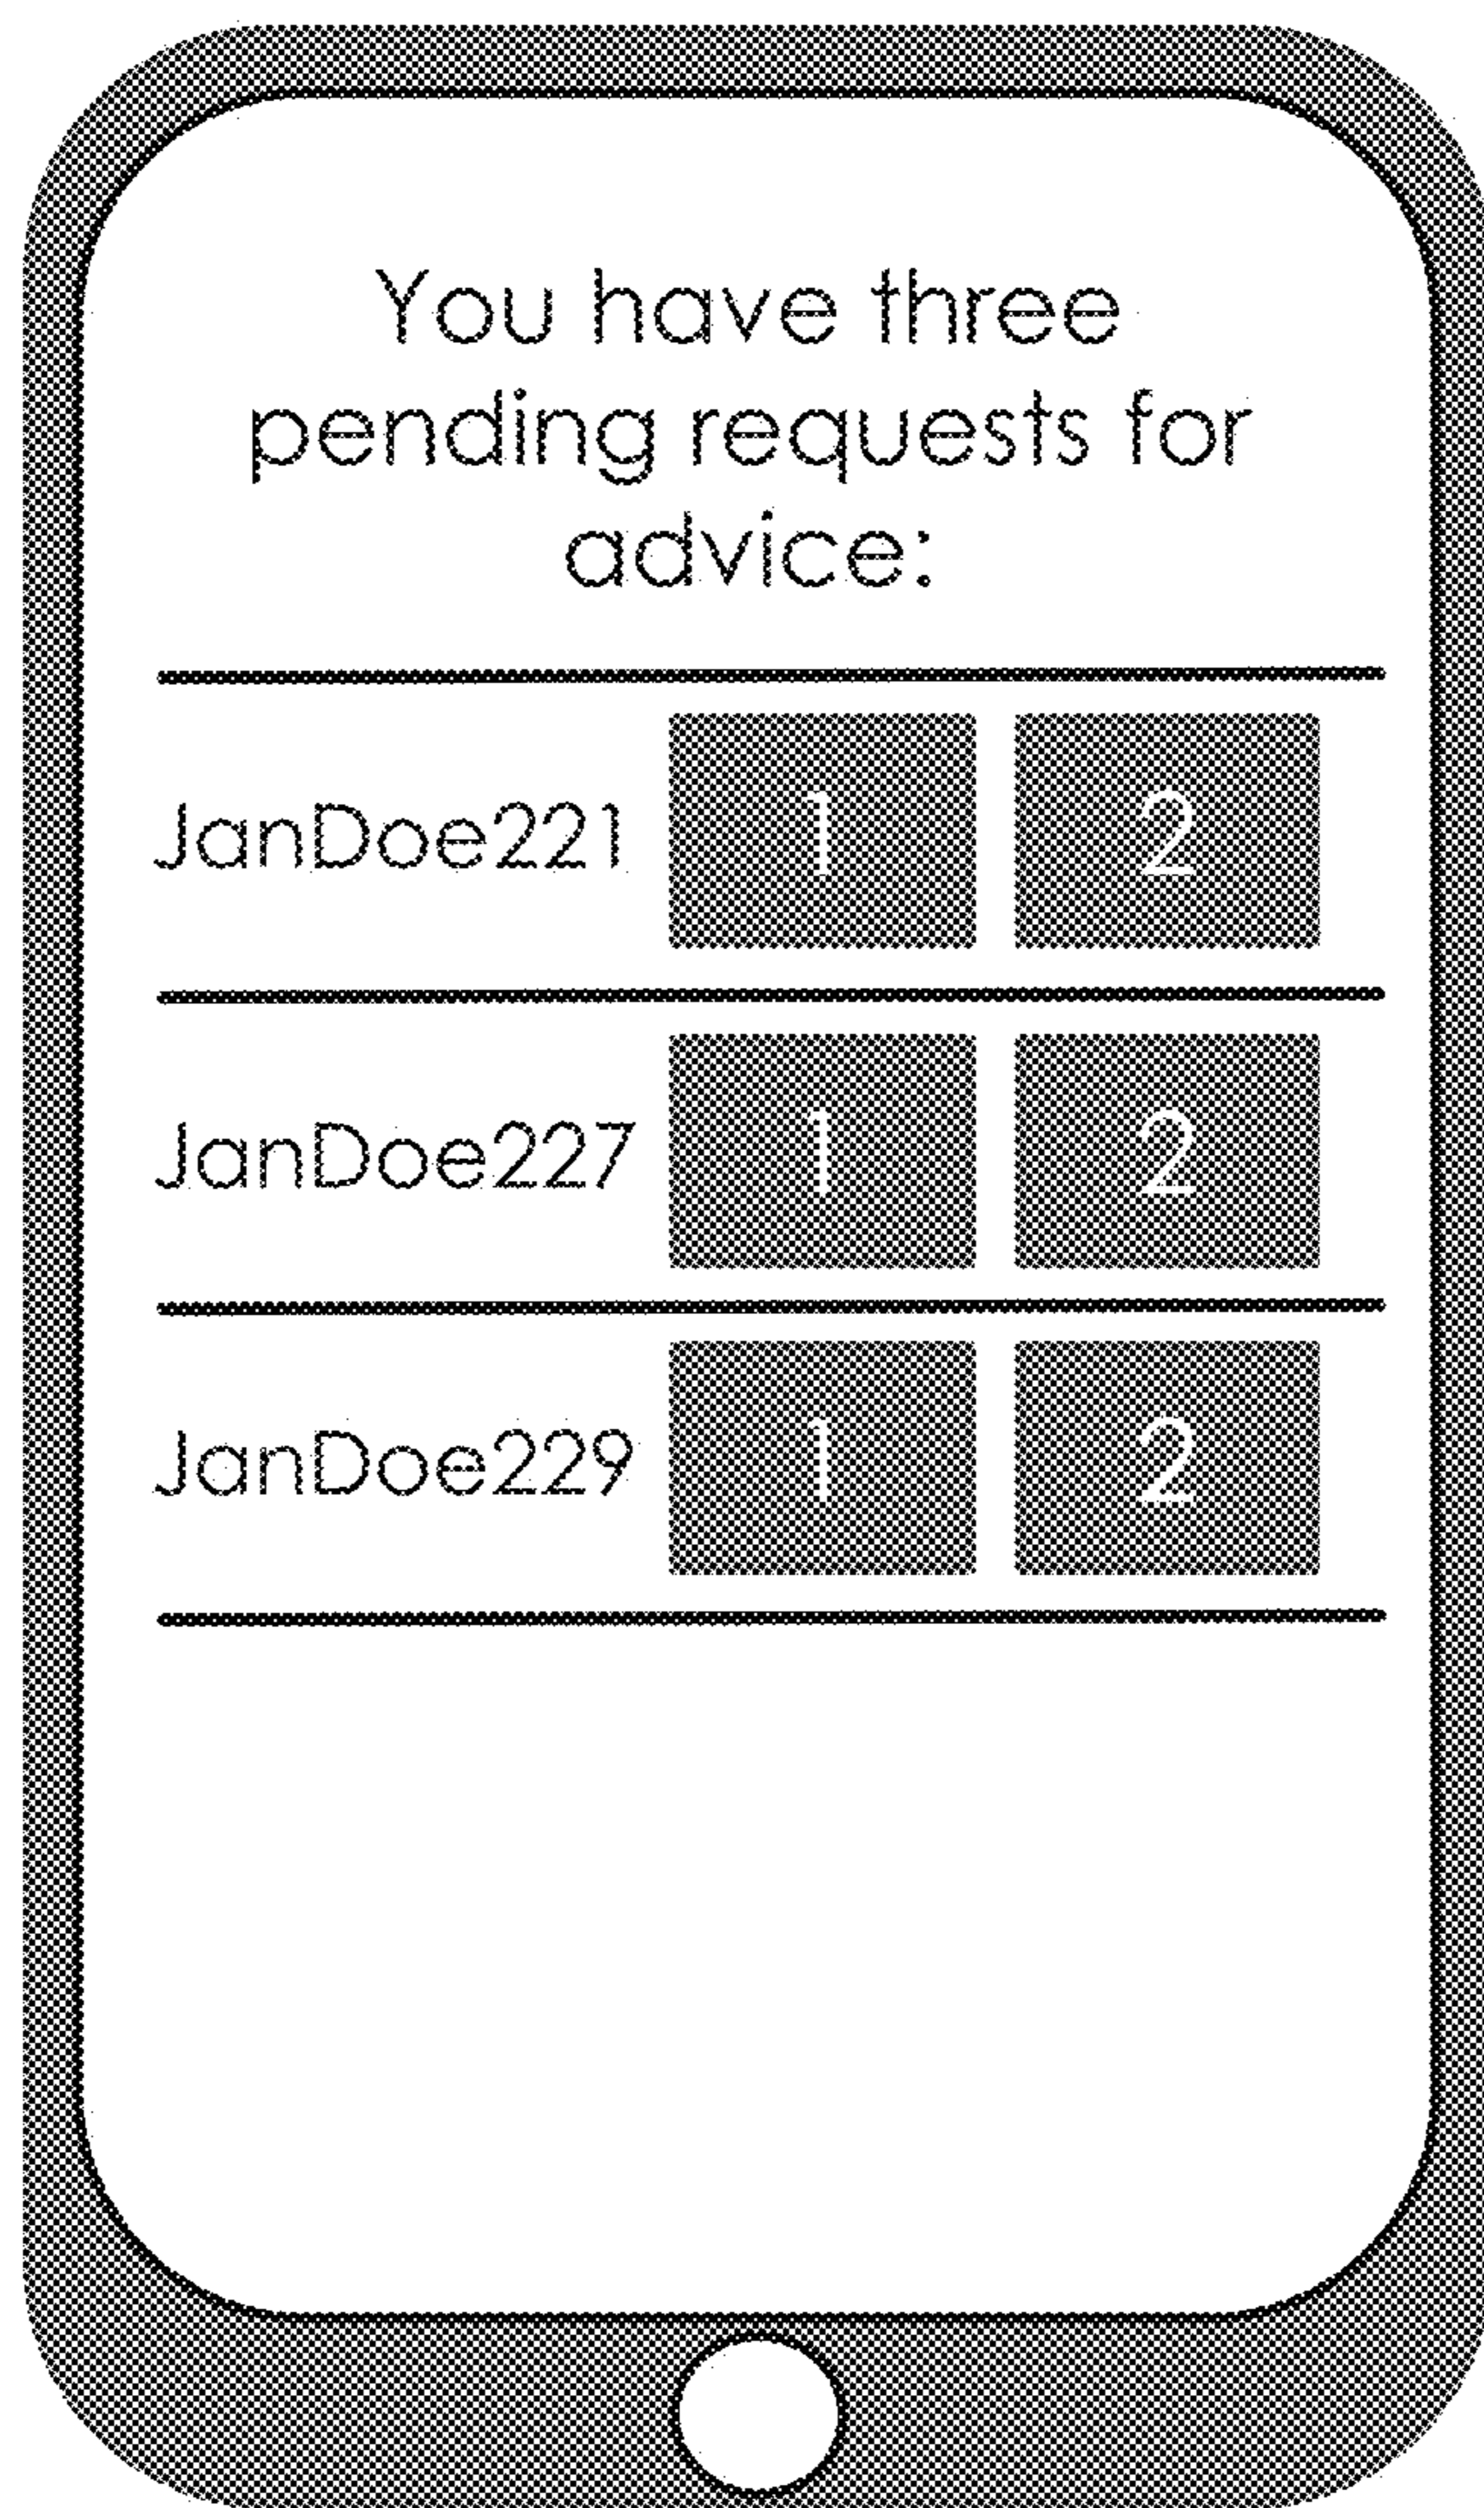 You have three
pending requests for
advice:
JanDoe221 1 2
JanDoe227 1 2
JanDoe229 1 2